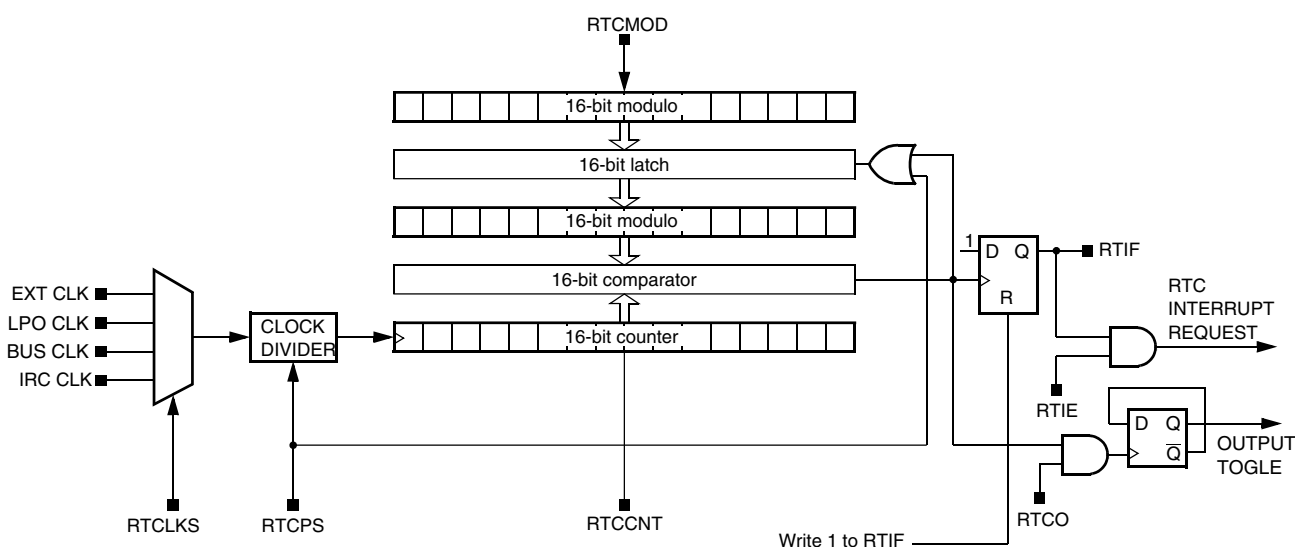 RTCMOD
16-bit modulo
16-bit latch
16-bit modulo
1
D Q
R
RTIF
16-bit comparator
EXT CLK
LPO CLK
BUS CLK
IRC CLK
CLOCK
DIVIDER
16-bit counter
RTC
INTERRUPT
REQUEST
RTIE
D Q
Q
OUTPUT
TOGLE
RTCLKS
RTCPS
RTCCNT
RTCO
Write 1 to RTIF